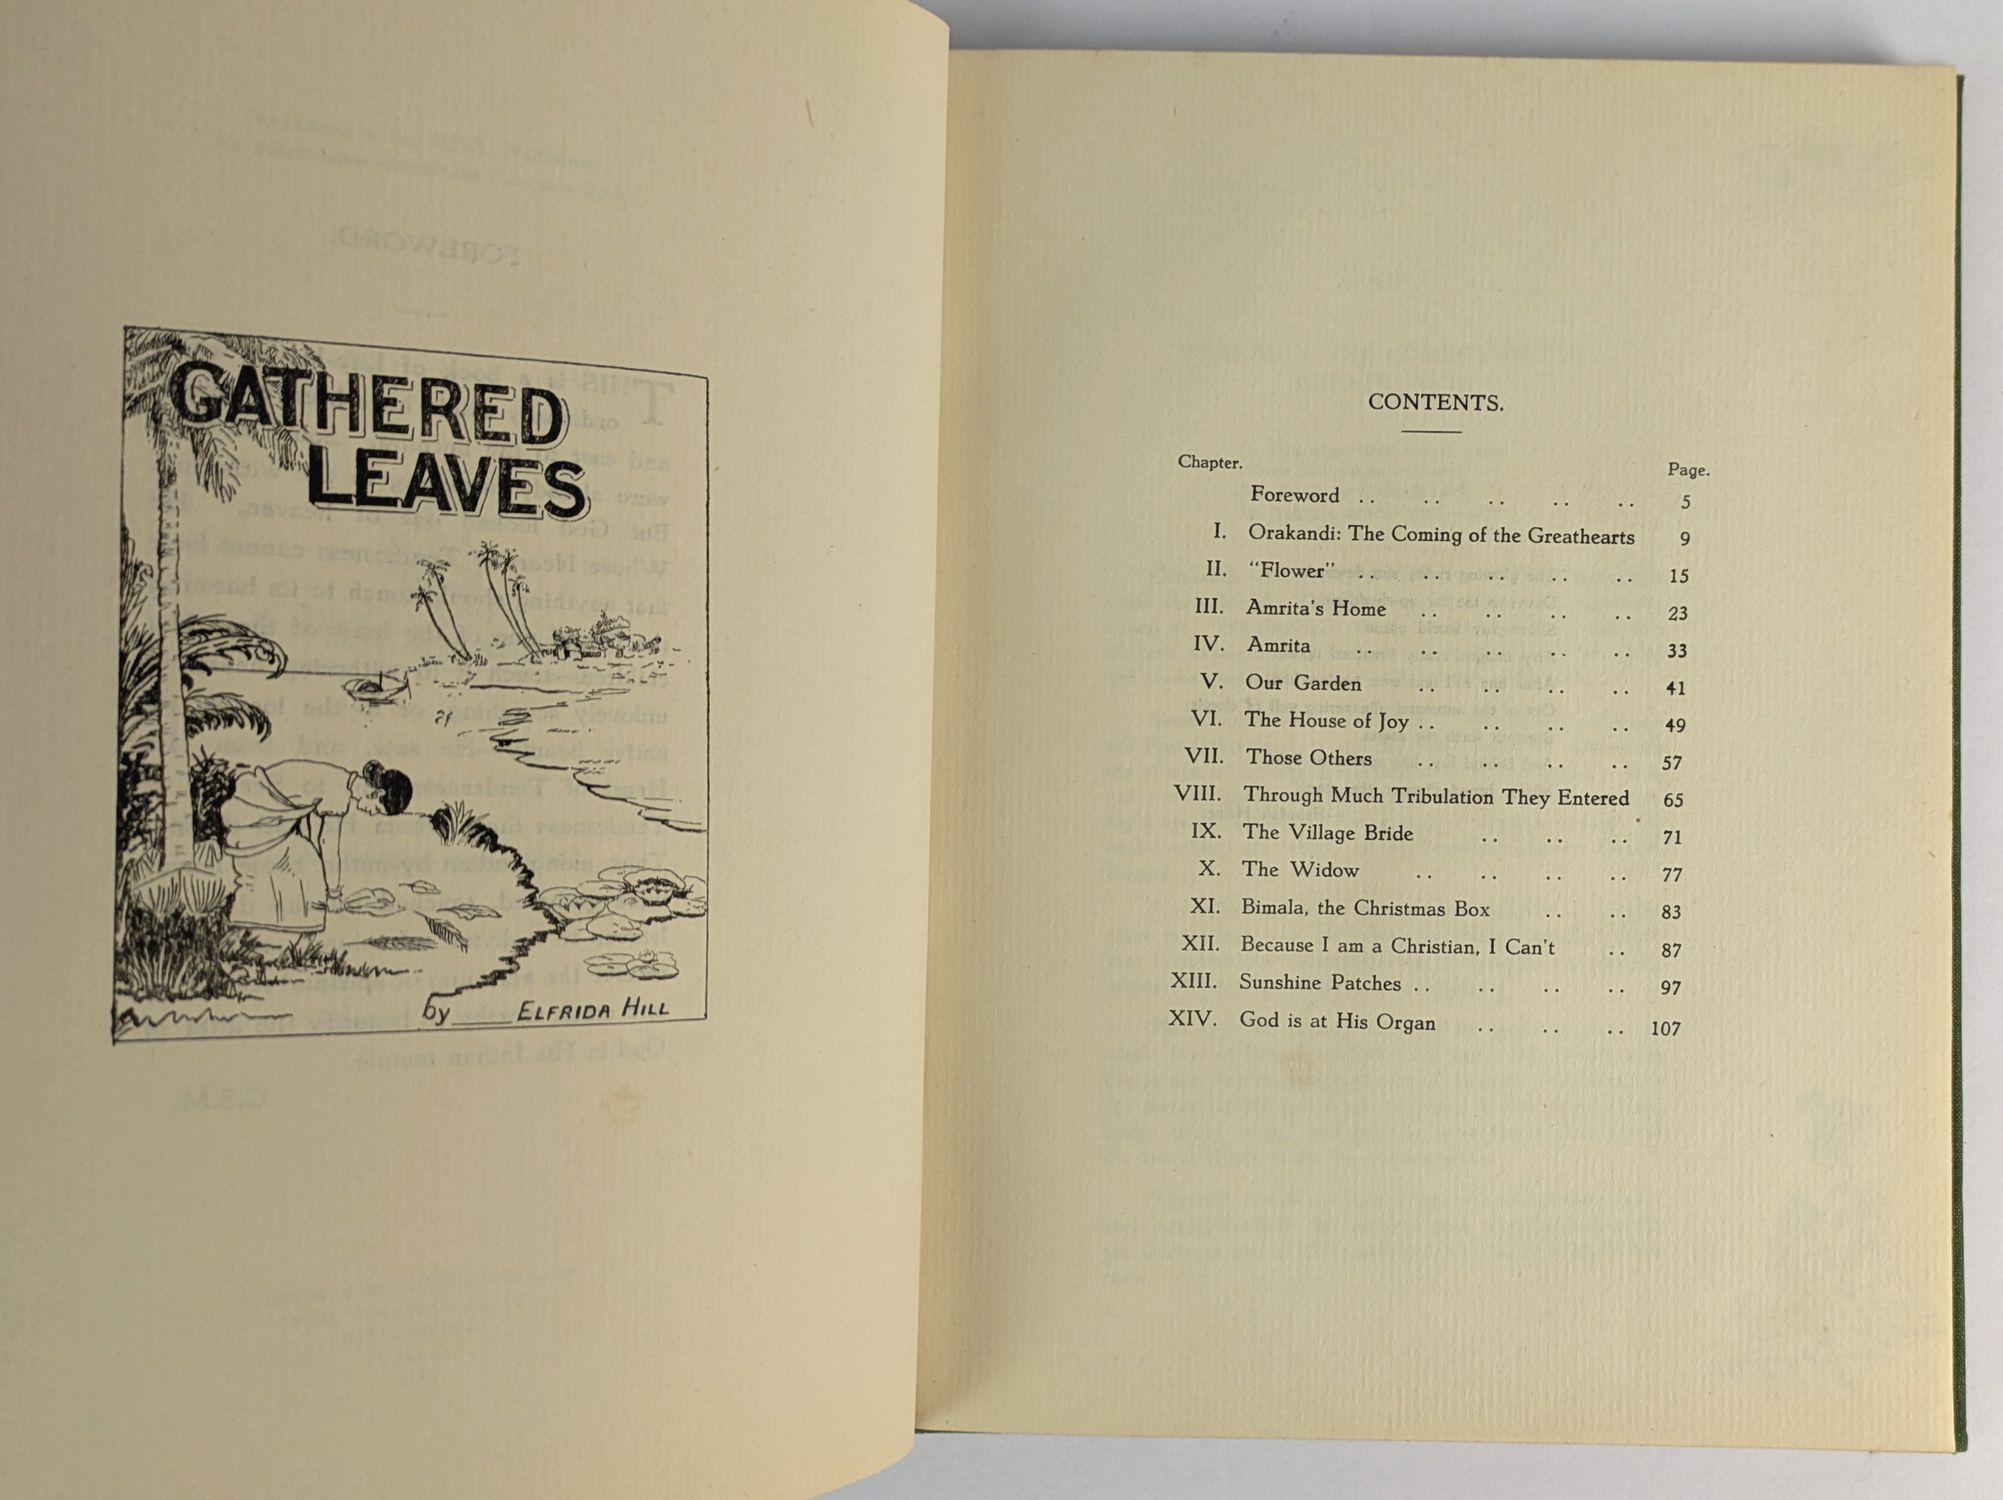 GATHERED
LEAVES
by ELFRIDA HILL
CONTENTS.
Chapter. Page.
Foreword .. .. .. .. .. 5
I. Orakandi: The Coming of the Greathearts 9
II. "Flower" .. .. .. .. .. 15
III. Amrita's Home .. .. .. .. 23
IV. Amrita .. .. .. .. .. 33
V. Our Garden .. .. .. .. 41
VI. The House of Joy .. .. .. .. 49
VII. Those Others .. .. .. .. 57
VIII. Through Much Tribulation They Entered 65
IX. The Village Bride .. .. .. 71
X. The Widow .. .. .. .. 77
XI. Bimala, the Christmas Box .. .. 83
XII. Because I am a Christian, I Can't .. 87
XIII. Sunshine Patches .. .. .. .. 97
XIV. God is at His Organ .. .. .. 107